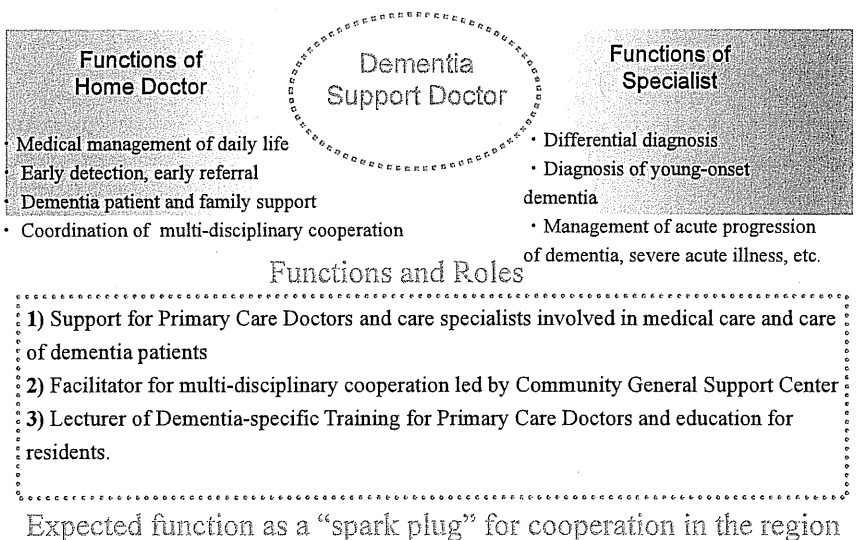 Functions of
Home Doctor
· Medical management of daily life
· Early detection, early referral
· Dementia patient and family support
· Coordination of multi-disciplinary cooperation
Dementia
Support Doctor
Functions of
Specialist
· Differential diagnosis
· Diagnosis of young-onset
dementia
· Management of acute progression
of dementia, severe acute illness, etc.
Functions and Roles
1) Support for Primary Care Doctors and care specialists involved in medical care and care
of dementia patients
2) Facilitator for multi-disciplinary cooperation led by Community General Support Center
3) Lecturer of Dementia-specific Training for Primary Care Doctors and education for
residents.
Expected function as a “spark plug” for cooperation in the region